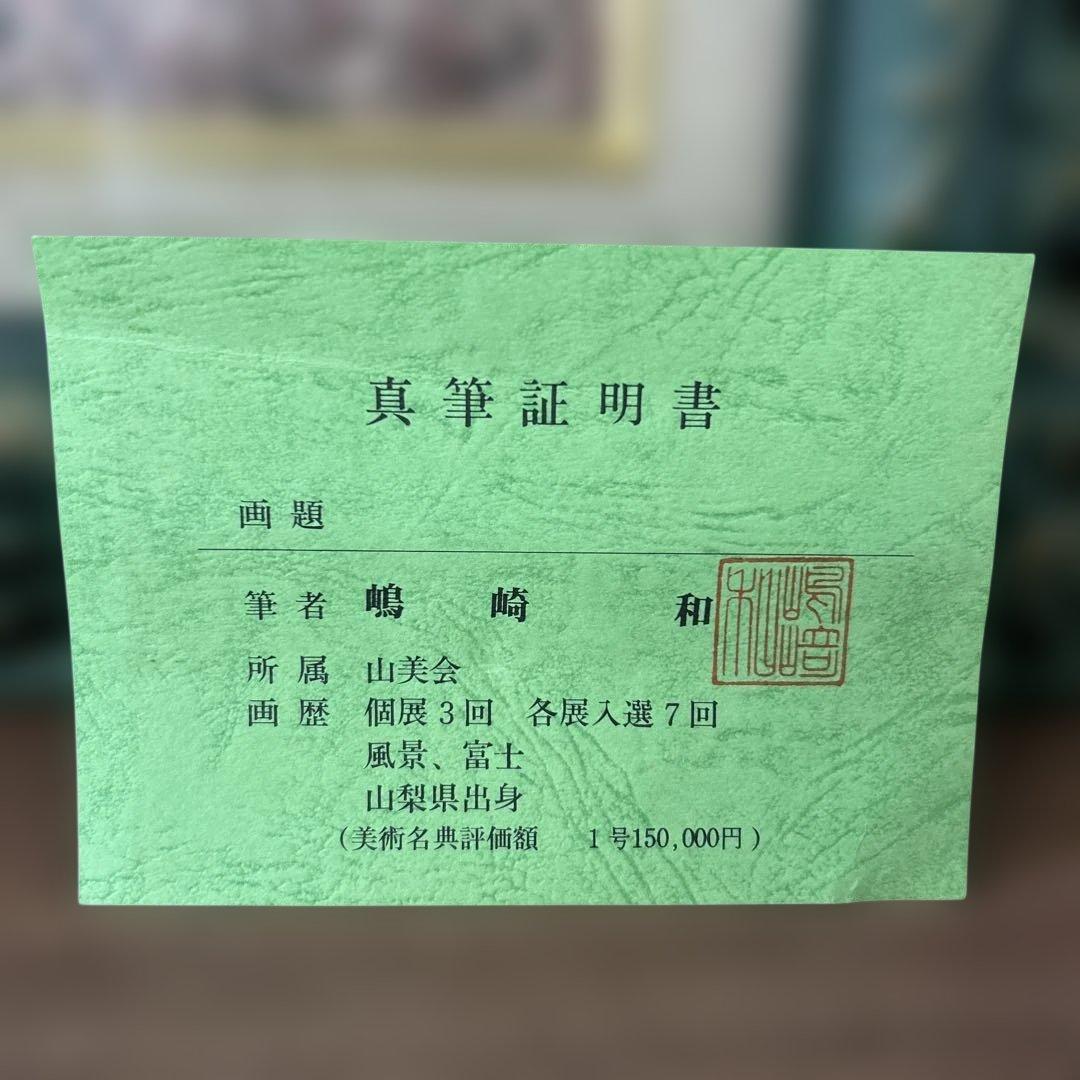 真筆証明書
画題
筆者 嶋崎 和
所属 山美会
画歴 個展3回 各展入選7回
風景、富士
山梨県出身
(美術名典評価額 1号150,000円)